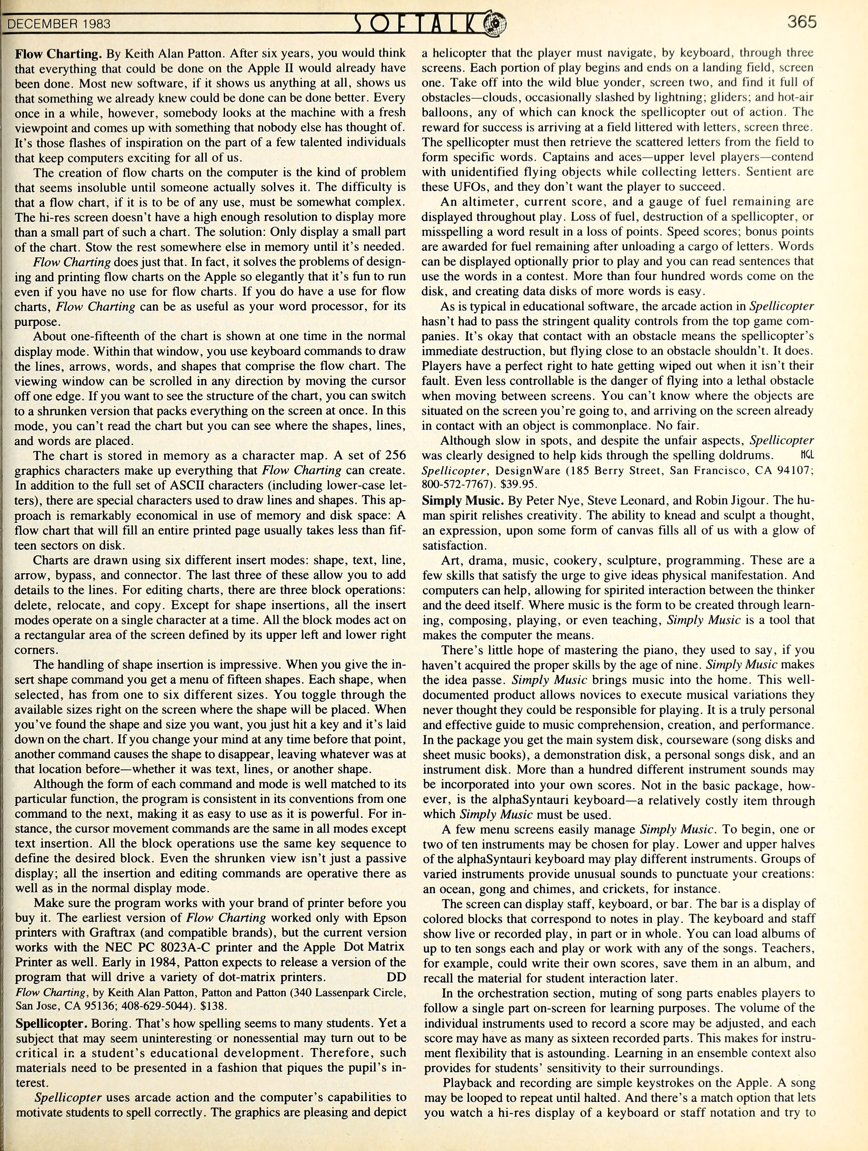 DECEMBER 1983
SOFTALK
365
Flow Charting. By Keith Alan Patton. After six years, you would think
that everything that could be done on the Apple II would already have
been done. Most new software, if it shows us anything at all, shows us
that something we already knew could be done can be done better. Every
once in a while, however, somebody looks at the machine with a fresh
viewpoint and comes up with something that nobody else has thought of.
It's those flashes of inspiration on the part of a few talented individuals
that keep computers exciting for all of us.
The creation of flow charts on the computer is the kind of problem
that seems insoluble until someone actually solves it. The difficulty is
that a flow chart, if it is to be of any use, must be somewhat complex.
The hi-res screen doesn't have a high enough resolution to display more
than a small part of such a chart. The solution: Only display a small part
of the chart. Stow the rest somewhere else in memory until it's needed.
Flow Charting does just that. In fact, it solves the problems of design-
ing and printing flow charts on the Apple so elegantly that it's fun to run
even if you have no use for flow charts. If you do have a use for flow
charts, Flow Charting can be as useful as your word processor, for its
purpose.
About one-fifteenth of the chart is shown at one time in the normal
display mode. Within that window, you use keyboard commands to draw
the lines, arrows, words, and shapes that comprise the flow chart. The
viewing window can be scrolled in any direction by moving the cursor
off one edge. If you want to see the structure of the chart, you can switch
to a shrunken version that packs everything on the screen at once. In this
mode, you can't read the chart but you can see where the shapes, lines,
and words are placed.
The chart is stored in memory as a character map. A set of 256
graphics characters make up everything that Flow Charting can create.
In addition to the full set of ASCII characters (including lower-case let-
ters), there are special characters used to draw lines and shapes. This ap-
proach is remarkably economical in use of memory and disk space: A
flow chart that will fill an entire printed page usually takes less than fif-
teen sectors on disk.
Charts are drawn using six different insert modes: shape, text, line,
arrow, bypass, and connector. The last three of these allow you to add
details to the lines. For editing charts, there are three block operations:
delete, relocate, and copy. Except for shape insertions, all the insert
modes operate on a single character at a time. All the block modes act on
a rectangular area of the screen defined by its upper left and lower right
corners.
The handling of shape insertion is impressive. When you give the in-
sert shape command you get a menu of fifteen shapes. Each shape, when
selected, has from one to six different sizes. You toggle through the
available sizes right on the screen where the shape will be placed. When
you've found the shape and size you want, you just hit a key and it's laid
down on the chart. If you change your mind at any time before that point,
another command causes the shape to disappear, leaving whatever was at
that location before—whether it was text, lines, or another shape.
Although the form of each command and mode is well matched to its
particular function, the program is consistent in its conventions from one
command to the next, making it as easy to use as it is powerful. For in-
stance, the cursor movement commands are the same in all modes except
text insertion. All the block operations use the same key sequence to
define the desired block. Even the shrunken view isn't just a passive
display; all the insertion and editing commands are operative there as
well as in the normal display mode.
Make sure the program works with your brand of printer before you
buy it. The earliest version of Flow Charting worked only with Epson
printers with Graftrax (and compatible brands), but the current version
works with the NEC PC 8023A-C printer and the Apple Dot Matrix
Printer as well. Early in 1984, Patton expects to release a version of the
program that will drive a variety of dot-matrix printers. DD
Flow Charting, by Keith Alan Patton, Patton and Patton (340 Lassenpark Circle,
San Jose, CA 95136; 408-629-5044). $138.
Spellicopter. Boring. That's how spelling seems to many students. Yet a
subject that may seem uninteresting or nonessential may turn out to be
critical in a student's educational development. Therefore, such
materials need to be presented in a fashion that piques the pupil's in-
terest.
Spellicopter uses arcade action and the computer's capabilities to
motivate students to spell correctly. The graphics are pleasing and depict
a helicopter that the player must navigate, by keyboard, through three
screens. Each portion of play begins and ends on a landing field, screen
one. Take off into the wild blue yonder, screen two, and find it full of
obstacles—clouds, occasionally slashed by lightning; gliders; and hot-air
balloons, any of which can knock the spellicopter out of action. The
reward for success is arriving at a field littered with letters, screen three.
The spellicopter must then retrieve the scattered letters from the field to
form specific words. Captains and aces—upper level players—contend
with unidentified flying objects while collecting letters. Sentient are
these UFOs, and they don't want the player to succeed.
An altimeter, current score, and a gauge of fuel remaining are
displayed throughout play. Loss of fuel, destruction of a spellicopter, or
misspelling a word result in a loss of points. Speed scores; bonus points
are awarded for fuel remaining after unloading a cargo of letters. Words
can be displayed optionally prior to play and you can read sentences that
use the words in a contest. More than four hundred words come on the
disk, and creating data disks of more words is easy.
As is typical in educational software, the arcade action in Spellicopter
hasn't had to pass the stringent quality controls from the top game com-
panies. It's okay that contact with an obstacle means the spellicopter's
immediate destruction, but flying close to an obstacle shouldn't. It does.
Players have a perfect right to hate getting wiped out when it isn't their
fault. Even less controllable is the danger of flying into a lethal obstacle
when moving between screens. You can't know where the objects are
situated on the screen you're going to, and arriving on the screen already
in contact with an object is commonplace. No fair.
Although slow in spots, and despite the unfair aspects, Spellicopter
was clearly designed to help kids through the spelling doldrums. MCL
Spellicopter, DesignWare (185 Berry Street, San Francisco, CA 94107;
800-572-7767). $39.95.
Simply Music. By Peter Nye, Steve Leonard, and Robin Jigour. The hu-
man spirit relishes creativity. The ability to knead and sculpt a thought,
an expression, upon some form of canvas fills all of us with a glow of
satisfaction.
Art, drama, music, cookery, sculpture, programming. These are a
few skills that satisfy the urge to give ideas physical manifestation. And
computers can help, allowing for spirited interaction between the thinker
and the deed itself. Where music is the form to be created through learn-
ing, composing, playing, or even teaching, Simply Music is a tool that
makes the computer the means.
There's little hope of mastering the piano, they used to say, if you
haven't acquired the proper skills by the age of nine. Simply Music makes
the idea passe. Simply Music brings music into the home. This well-
documented product allows novices to execute musical variations they
never thought they could be responsible for playing. It is a truly personal
and effective guide to music comprehension, creation, and performance.
In the package you get the main system disk, courseware (song disks and
sheet music books), a demonstration disk, a personal songs disk, and an
instrument disk. More than a hundred different instrument sounds may
be incorporated into your own scores. Not in the basic package, how-
ever, is the alphaSyntauri keyboard—a relatively costly item through
which Simply Music must be used.
A few menu screens easily manage Simply Music. To begin, one or
two of ten instruments may be chosen for play. Lower and upper halves
of the alphaSyntauri keyboard may play different instruments. Groups of
varied instruments provide unusual sounds to punctuate your creations:
an ocean, gong and chimes, and crickets, for instance.
The screen can display staff, keyboard, or bar. The bar is a display of
colored blocks that correspond to notes in play. The keyboard and staff
show live or recorded play, in part or in whole. You can load albums of
up to ten songs each and play or work with any of the songs. Teachers,
for example, could write their own scores, save them in an album, and
recall the material for student interaction later.
In the orchestration section, muting of song parts enables players to
follow a single part on-screen for learning purposes. The volume of the
individual instruments used to record a score may be adjusted, and each
score may have as many as sixteen recorded parts. This makes for instru-
ment flexibility that is astounding. Learning in an ensemble context also
provides for students' sensitivity to their surroundings.
Playback and recording are simple keystrokes on the Apple. A song
may be looped to repeat until halted. And there's a match option that lets
you watch a hi-res display of a keyboard or staff notation and try to